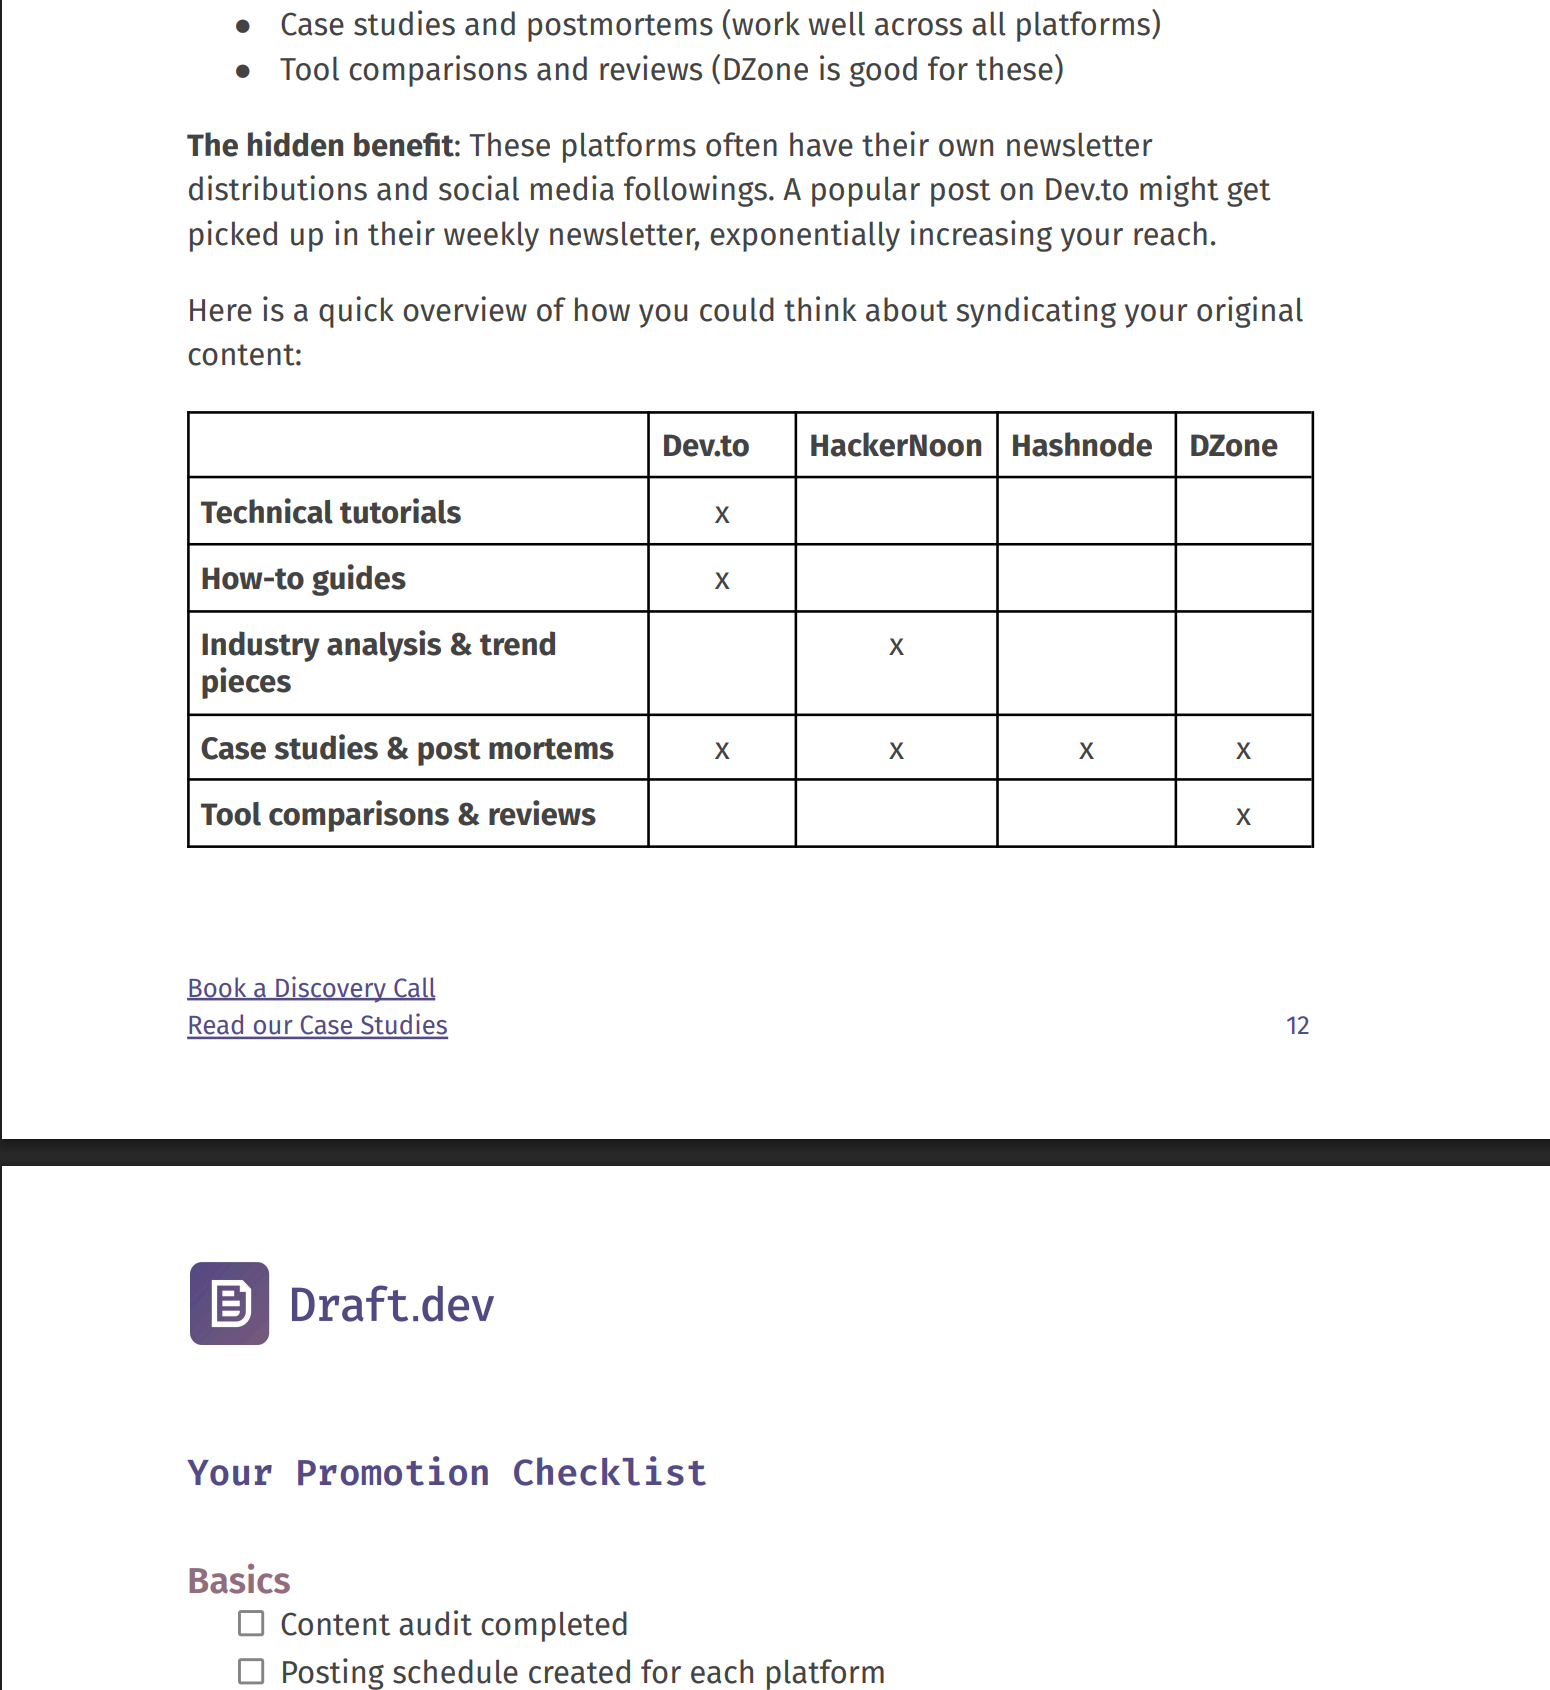 ● Case studies and postmortems (work well across all platforms)
● Tool comparisons and reviews (DZone is good for these)
The hidden benefit: These platforms often have their own newsletter
distributions and social media followings. A popular post on Dev.to might get
picked up in their weekly newsletter, exponentially increasing your reach.
Here is a quick overview of how you could think about syndicating your original
content:
Dev.to HackerNoon Hashnode DZone
Technical tutorials x
How-to guides x
Industry analysis & trend x
pieces
Case studies & post mortems x x x x
Tool comparisons & reviews x
Book a Discovery Call
Read our Case Studies 12
Draft.dev
Your Promotion Checklist
Basics
Content audit completed
Posting schedule created for each platform